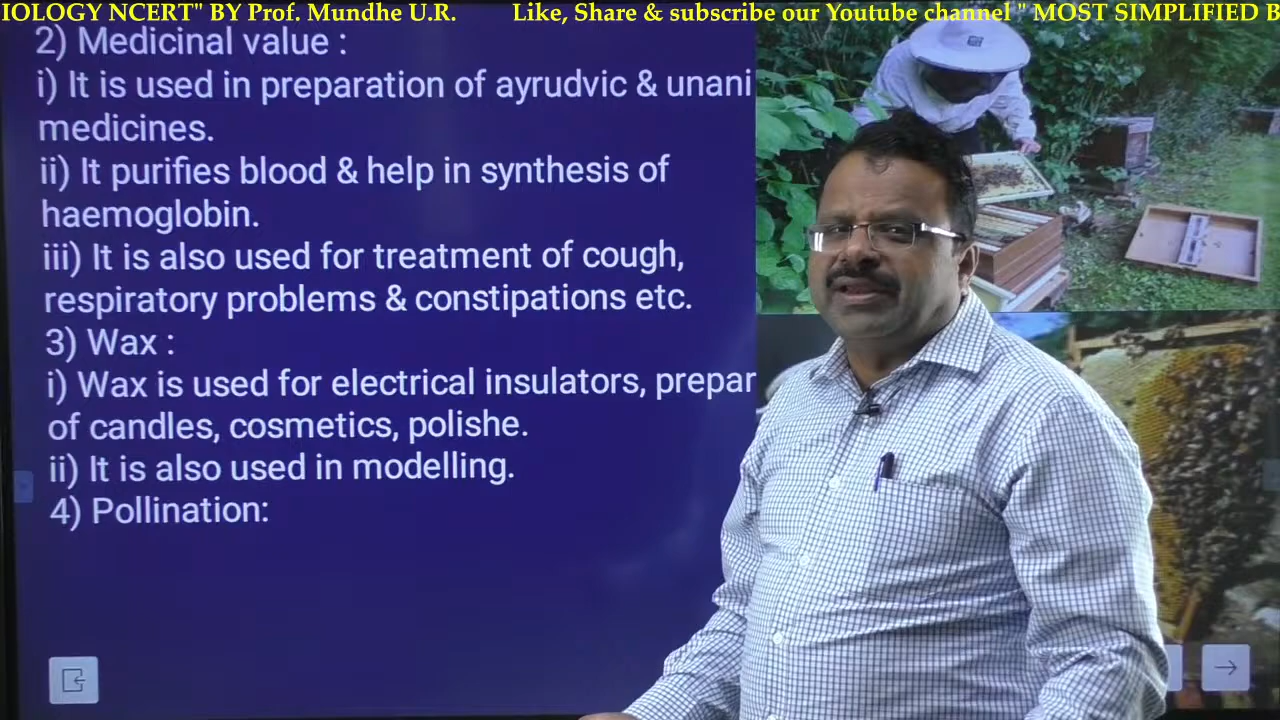 IOLOGY NCERT" BY Prof. Mundhe U.R. Like, Share & subscribe our Youtube channel " MOST SIMPLIFIED B
2) Medicinal value :
i) It is used in preparation of ayrudvic & unani
medicines.
ii) It purifies blood & help in synthesis of
haemoglobin.
iii) It is also used for treatment of cough,
respiratory problems & constipations etc.
3) Wax :
i) Wax is used for electrical insulators, prepar
of candles, cosmetics, polishe.
ii) It is also used in modelling.
4) Pollination: